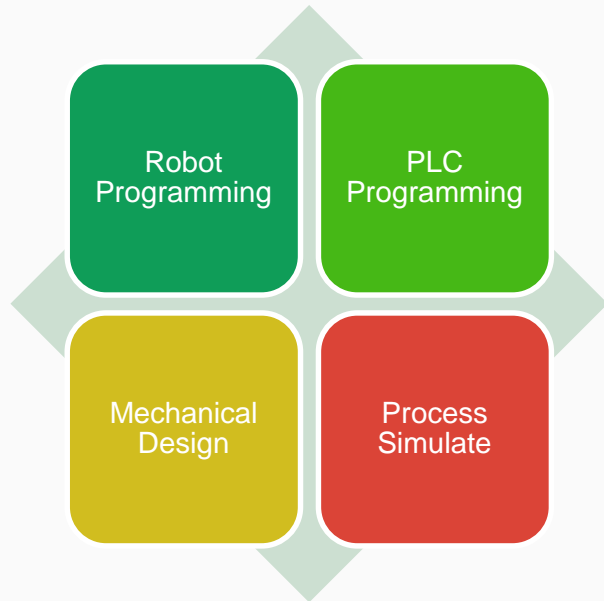 Robot
Programming
PLC
Programming
Mechanical
Design
Process
Simulate